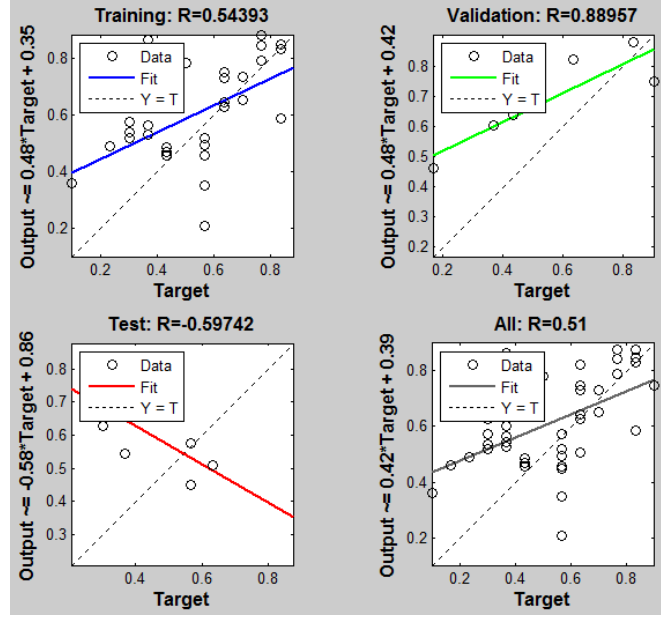 Training: R=0.54393
Output ~= 0.48*Target + 0.35
0.8
0.6
0.4
0.2
Data
Fit
Y = T
0.2 0.4 0.6 0.8
Target
Validation: R=0.88957
Output ~= 0.48*Target + 0.42
0.8
0.7
0.6
0.5
0.4
0.3
0.2
Data
Fit
Y = T
0.2 0.4 0.6 0.8
Target
Test: R=-0.59742
Output ~= -0.58*Target + 0.86
0.8
0.7
0.6
0.5
0.4
0.3
Data
Fit
Y = T
0.4 0.6 0.8
Target
All: R=0.51
Output ~= 0.42*Target + 0.39
0.8
0.6
0.4
0.2
Data
Fit
Y = T
0.2 0.4 0.6 0.8
Target